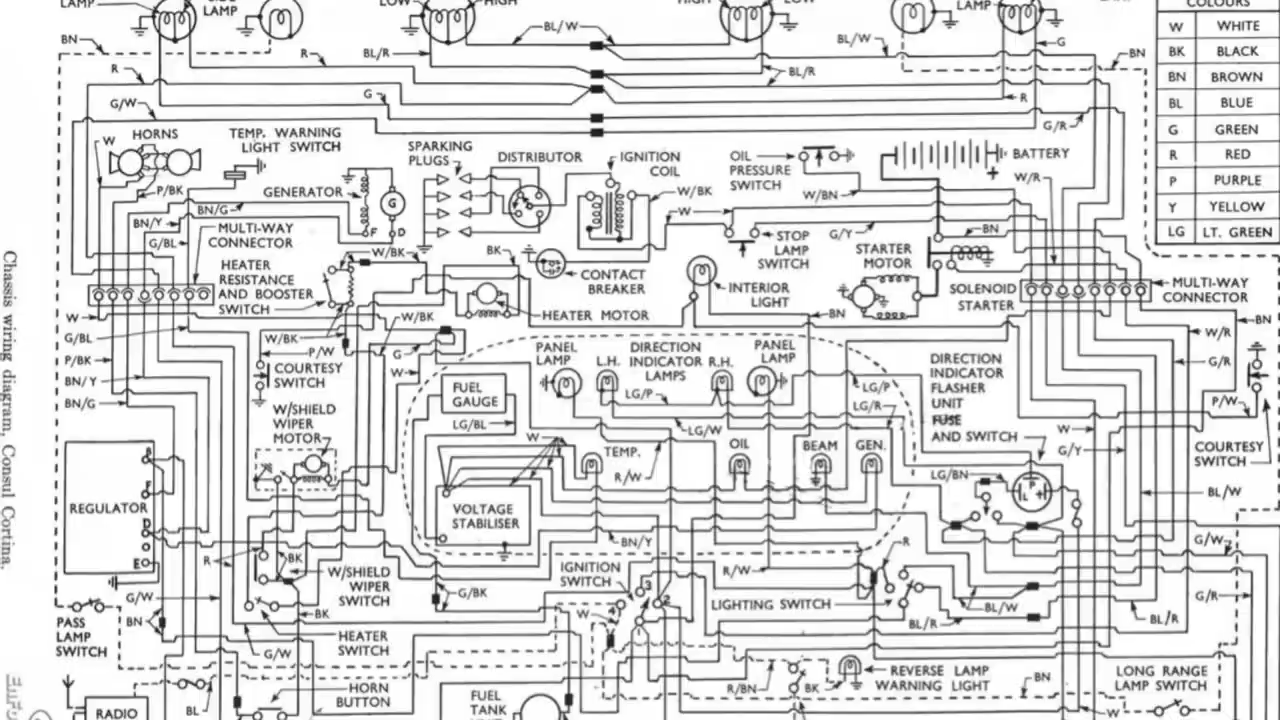 LAMP
LAMP
LOW
HIGH
HIGH
LOW
LAMP
COLOURS
W WHITE
BK BLACK
BN BROWN
BL BLUE
G GREEN
R RED
P PURPLE
Y YELLOW
LG LT. GREEN
BN
BL/W
BL/W
G
BN
R
R
BL/R
BL/R
G/W
G
R
G/R
W
HORNS
TEMP. WARNING
LIGHT SWITCH
SPARKING
PLUGS
DISTRIBUTOR
IGNITION
COIL
OIL
PRESSURE
SWITCH
BATTERY
P/BK
GENERATOR
G
F
D
W/BK
W
W/BN
W/R
BN/G
BN/Y
G/BL
MULTI-WAY
CONNECTOR
W/BK
BK
G/Y
STOP
LAMP
SWITCH
STARTER
MOTOR
BN
HEATER
RESISTANCE
AND BOOSTER
SWITCH
CONTACT
BREAKER
INTERIOR
LIGHT
SOLENOID
STARTER
MULTI-WAY
CONNECTOR
HEATER MOTOR
BN
BN
W
G/BL
P/BK
BN/Y
BN/G
W/BK
W/BK
P/W
G
W
COURTESY
SWITCH
PANEL
LAMP
L.H.
DIRECTION
INDICATOR
LAMPS
R.H.
PANEL
LAMP
DIRECTION
INDICATOR
FLASHER
UNIT
FUSE
AND SWITCH
W/R
G/R
P/W
COURTESY
SWITCH
FUEL
GAUGE
LG/BL
LG/P
LG/P
LG/R
LG/W
W
W
G/Y
W/SHIELD
WIPER
MOTOR
TEMP.
R/W
OIL
BEAM
GEN.
LG/BN
P
L
+
BL/W
REGULATOR
A
F
D
E
VOLTAGE
STABILISER
BN/Y
R
BK
W/SHIELD
WIPER
SWITCH
IGNITION
SWITCH
3
2
R/W
R
G/W
G/W
G/BK
W
LIGHTING SWITCH
BL/W
BL/R
BL/R
G/R
PASS
LAMP
SWITCH
BN
BK
G/W
HEATER
SWITCH
HORN
BUTTON
BL
RADIO
FUEL
TANK
R/BN
BK
REVERSE LAMP
WARNING LIGHT
BN
LONG RANGE
LAMP SWITCH
W
Chassis wiring diagram, Consul Cortina.